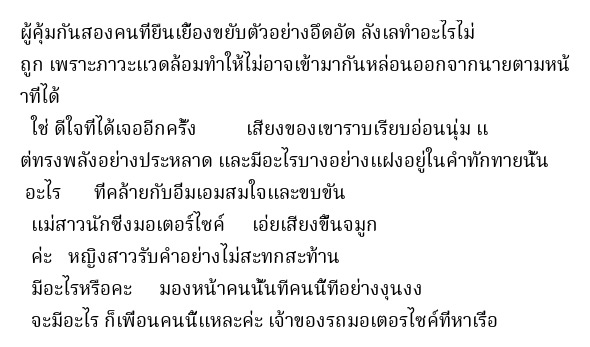 ผู้คุ้มกันสองคนที่ยืนเยื้องขยับตัวอย่างอึดอัด ลังเลทำอะไรไม่
ถูก เพราะภาวะแวดล้อมทำให้ไม่อาจเข้ามากันหล่อนออกจากนายตามหน้
าที่ได้
ใช่ ดีใจที่ได้เจออีกครั้ง เสียงของเขาราบเรียบอ่อนนุ่ม แ
ต่ทรงพลังอย่างประหลาด และมีอะไรบางอย่างแฝงอยู่ในคำทักทายนั้น
อะไร ที่คล้ายกับอิ่มเอมสมใจและขบขัน
แม่สาวนักซิ่งมอเตอร์ไซค์ เอ่ยเสียงขึ้นจมูก
ค่ะ หญิงสาวรับคำอย่างไม่สะทกสะท้าน
มีอะไรหรือคะ มองหน้าคนนั้นทีคนนี้ทีอย่างงุนงง
จะมีอะไร ก็เพื่อนคนนี้แหละค่ะ เจ้าของรถมอเตอรไซค์ที่หาเรื่อ